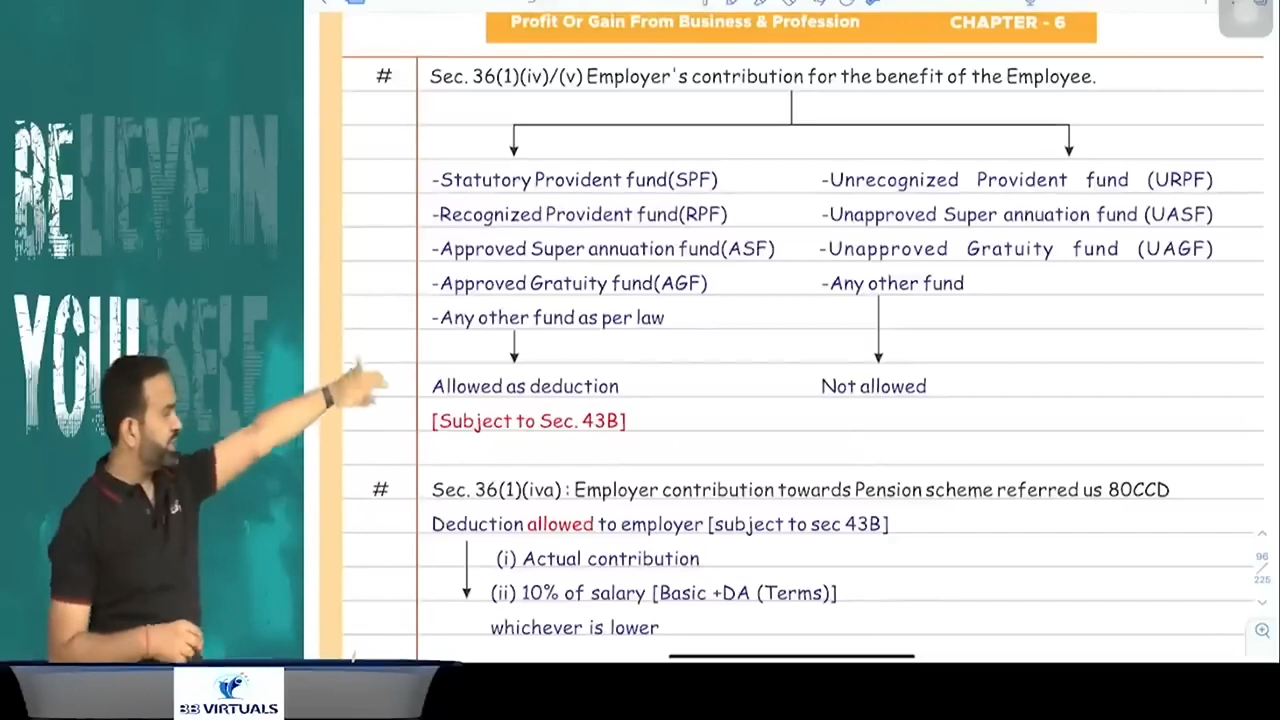 BELIEVE IN
YOURSELF
Profit Or Gain From Business & Profession CHAPTER - 6
# Sec. 36(1)(iv)/(v) Employer's contribution for the benefit of the Employee.
-Statutory Provident fund(SPF)
-Recognized Provident fund(RPF)
-Approved Super annuation fund(ASF)
-Approved Gratuity fund(AGF)
-Any other fund as per law
Allowed as deduction
[Subject to Sec. 43B]
-Unrecognized Provident fund (URPF)
-Unapproved Super annuation fund (UASF)
-Unapproved Gratuity fund (UAGF)
-Any other fund
Not allowed
# Sec. 36(1)(iva) : Employer contribution towards Pension scheme referred us 80CCD
Deduction allowed to employer [subject to sec 43B]
(i) Actual contribution
(ii) 10% of salary [Basic +DA (Terms)]
whichever is lower
96
225
BB VIRTUALS